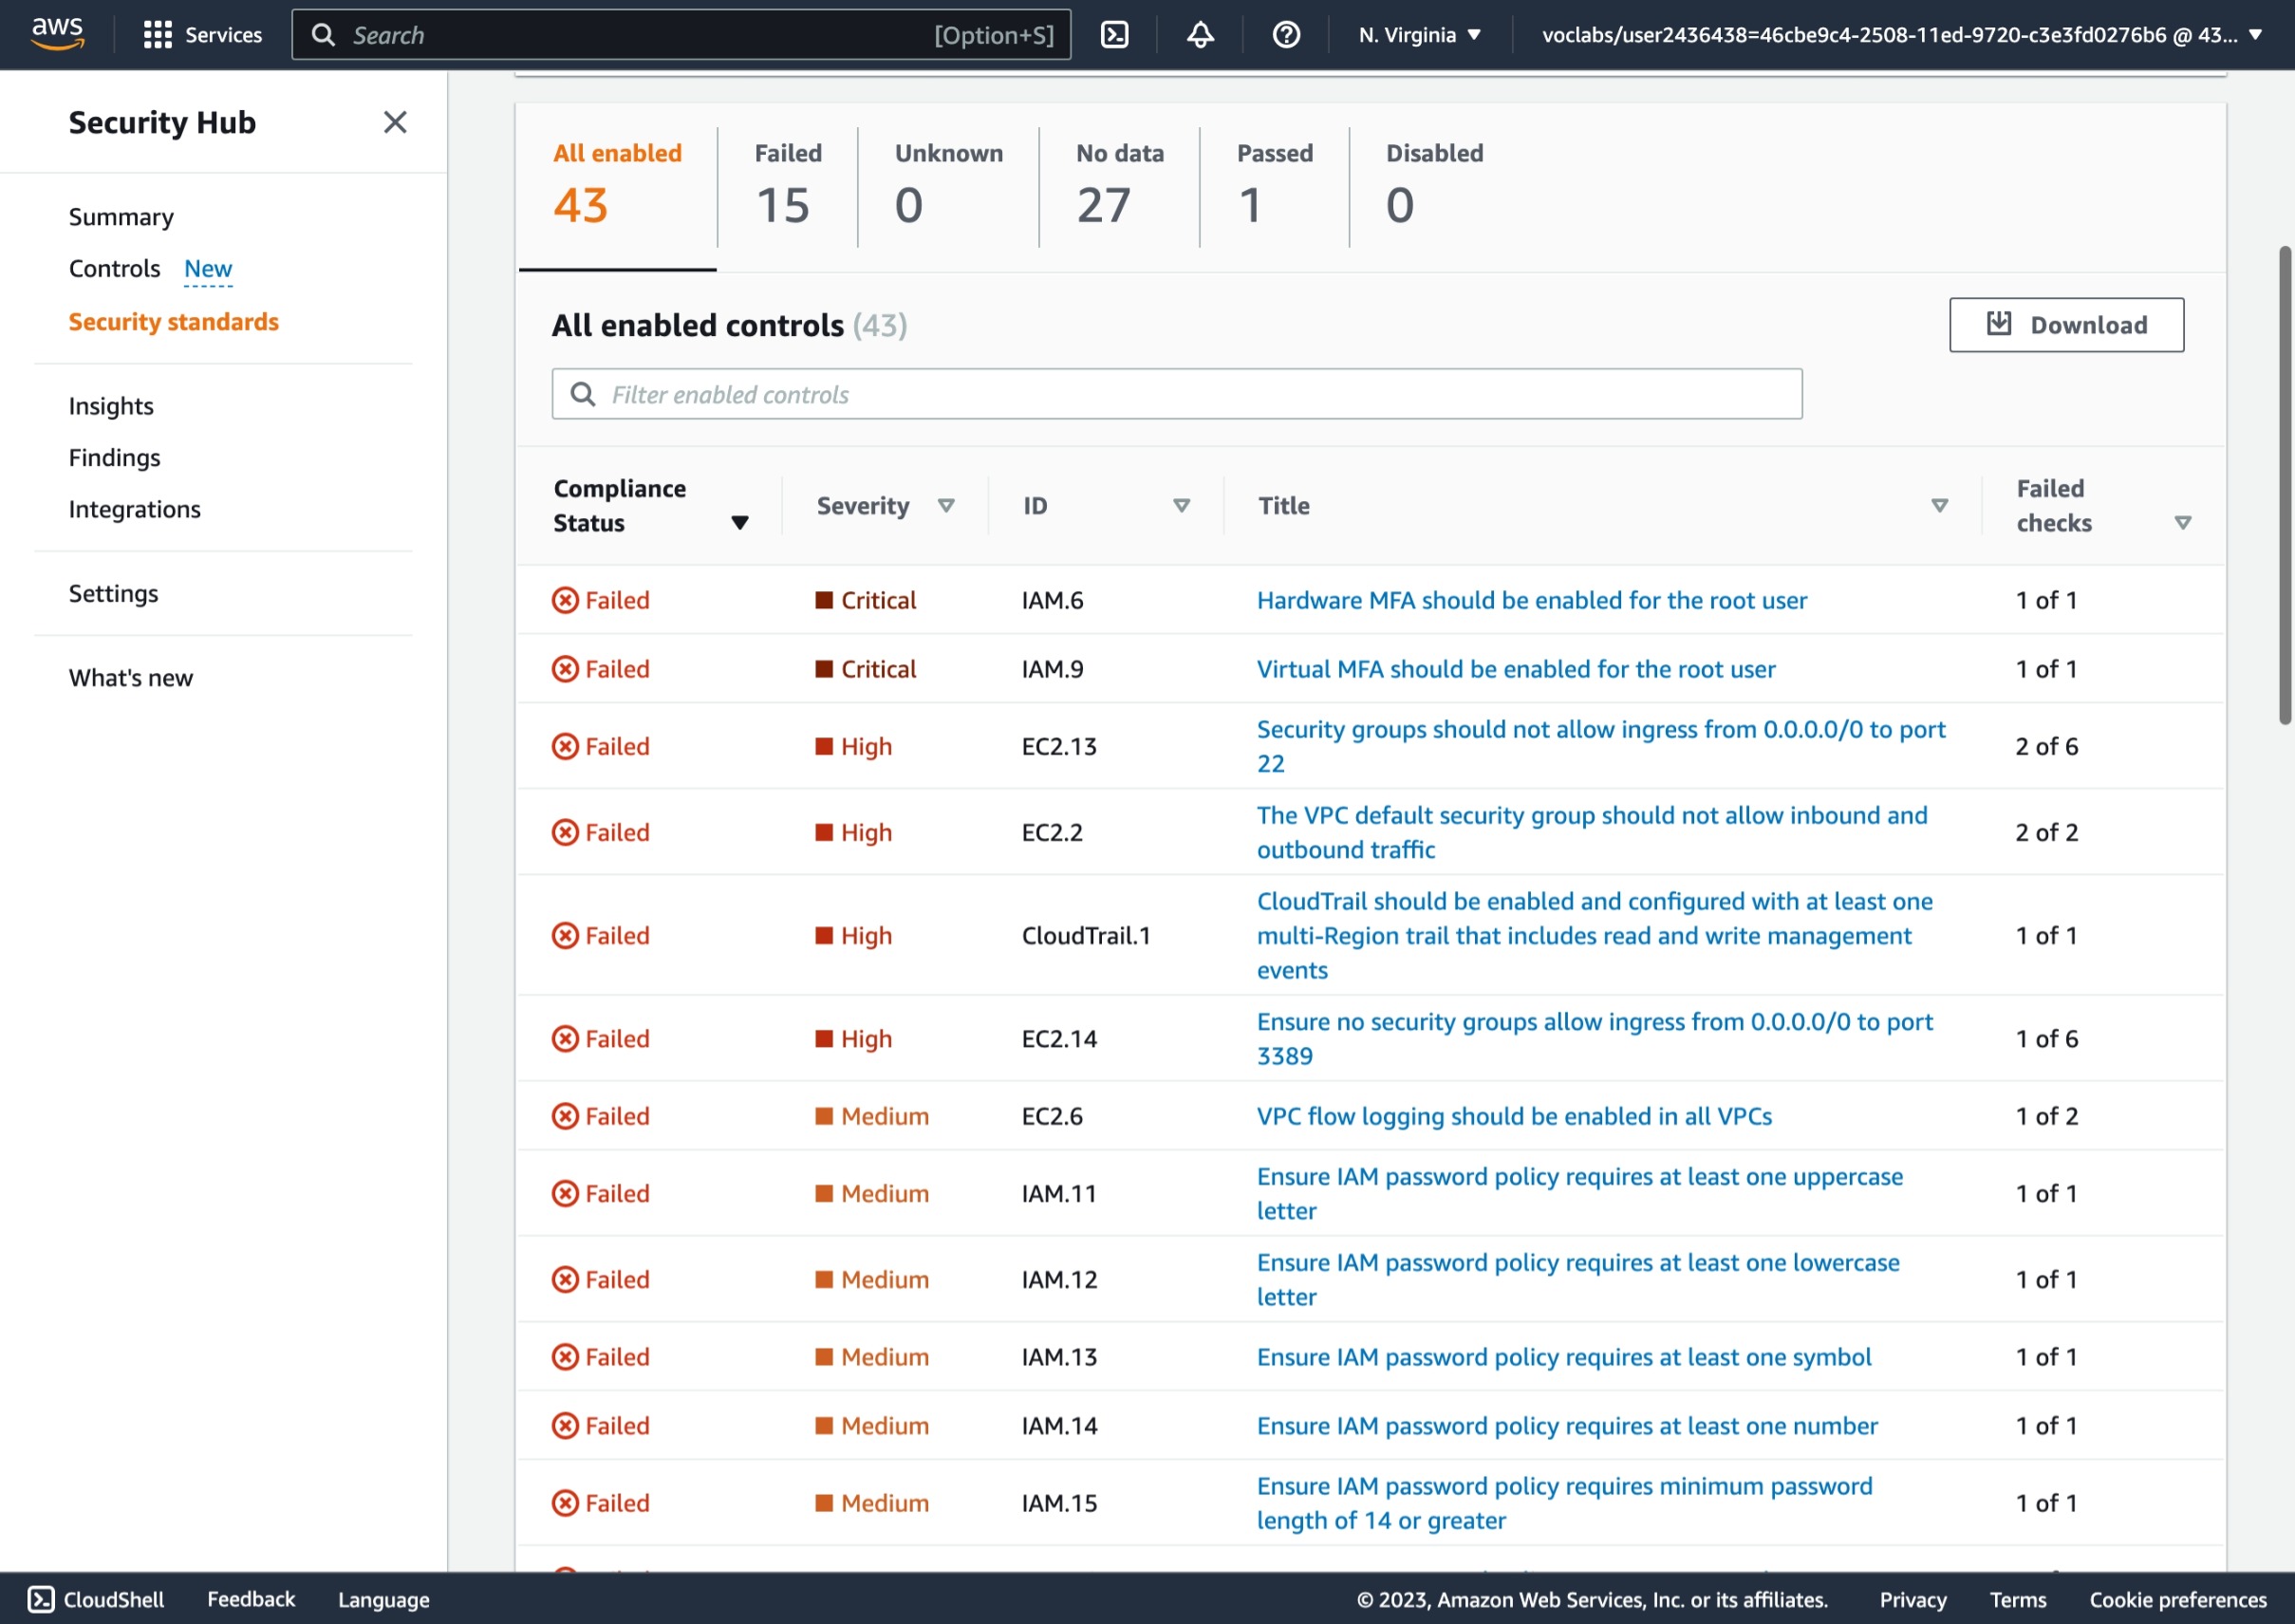 aws Services Search [Option+S] N. Virginia voclabs/user2436438=46cbe9c4-2508-11ed-9720-c3e3fd0276b6 @ 43...
Security Hub
Summary
Controls New
Security standards
Insights
Findings
Integrations
Settings
What's new
All enabled Failed Unknown No data Passed Disabled
43 15 0 27 1 0
All enabled controls (43)
Download
Filter enabled controls
Compliance Status Severity ID Title Failed checks
Failed Critical IAM.6 Hardware MFA should be enabled for the root user 1 of 1
Failed Critical IAM.9 Virtual MFA should be enabled for the root user 1 of 1
Failed High EC2.13 Security groups should not allow ingress from 0.0.0.0/0 to port
22 2 of 6
Failed High EC2.2 The VPC default security group should not allow inbound and
outbound traffic 2 of 2
Failed High CloudTrail.1 CloudTrail should be enabled and configured with at least one
multi-Region trail that includes read and write management
events 1 of 1
Failed High EC2.14 Ensure no security groups allow ingress from 0.0.0.0/0 to port
3389 1 of 6
Failed Medium EC2.6 VPC flow logging should be enabled in all VPCs 1 of 2
Failed Medium IAM.11 Ensure IAM password policy requires at least one uppercase
letter 1 of 1
Failed Medium IAM.12 Ensure IAM password policy requires at least one lowercase
letter 1 of 1
Failed Medium IAM.13 Ensure IAM password policy requires at least one symbol 1 of 1
Failed Medium IAM.14 Ensure IAM password policy requires at least one number 1 of 1
Failed Medium IAM.15 Ensure IAM password policy requires minimum password
length of 14 or greater 1 of 1
CloudShell Feedback Language © 2023, Amazon Web Services, Inc. or its affiliates. Privacy Terms Cookie preferences